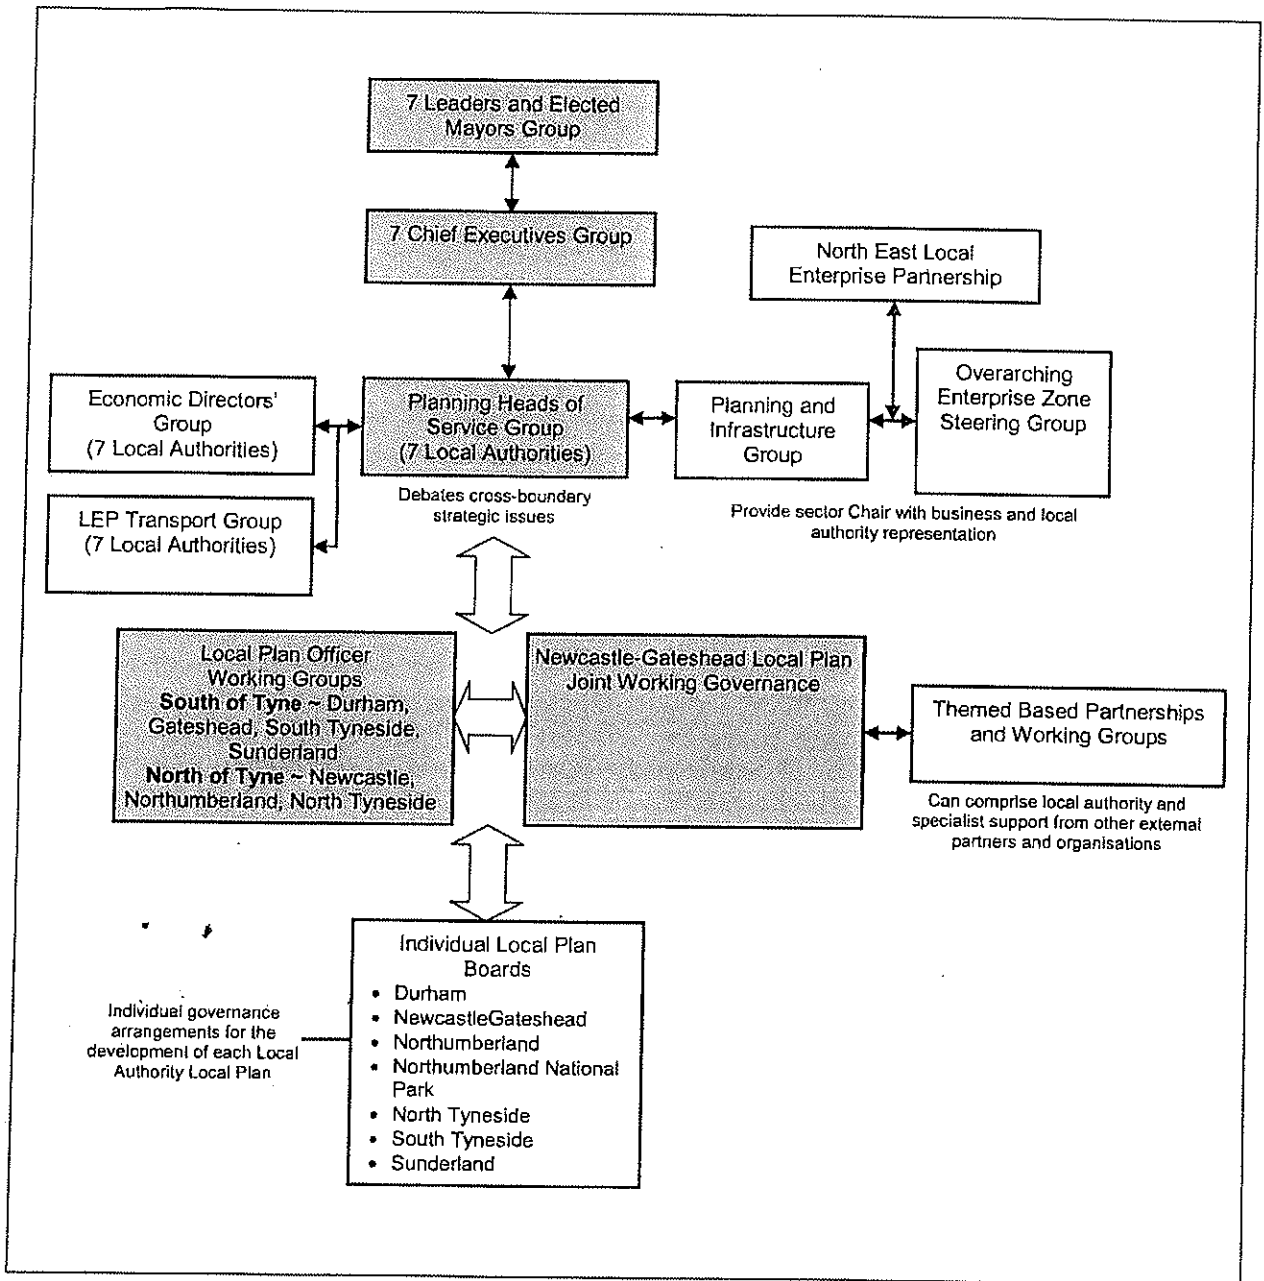 7 Leaders and Elected
Mayors Group
7 Chief Executives Group
North East Local
Enterprise Partnership
Economic Directors'
Group
(7 Local Authorities)
Planning Heads of
Service Group
(7 Local Authorities)
Planning and
Infrastructure
Group
Overarching
Enterprise Zone
Steering Group
LEP Transport Group
(7 Local Authorities)
Debates cross-boundary
strategic issues
Provide sector Chair with business and local
authority representation
Local Plan Officer
Working Groups
South of Tyne ~ Durham,
Gateshead, South Tyneside,
Sunderland
North of Tyne ~ Newcastle,
Northumberland, North Tyneside
Newcastle-Gateshead Local Plan
Joint Working Governance
Themed Based Partnerships
and Working Groups
Can comprise local authority and
specialist support from other external
partners and organisations
Individual Local Plan
Boards
• Durham
• NewcastleGateshead
• Northumberland
• Northumberland National
Park
• North Tyneside
• South Tyneside
• Sunderland
Individual governance
arrangements for the
development of each Local
Authority Local Plan